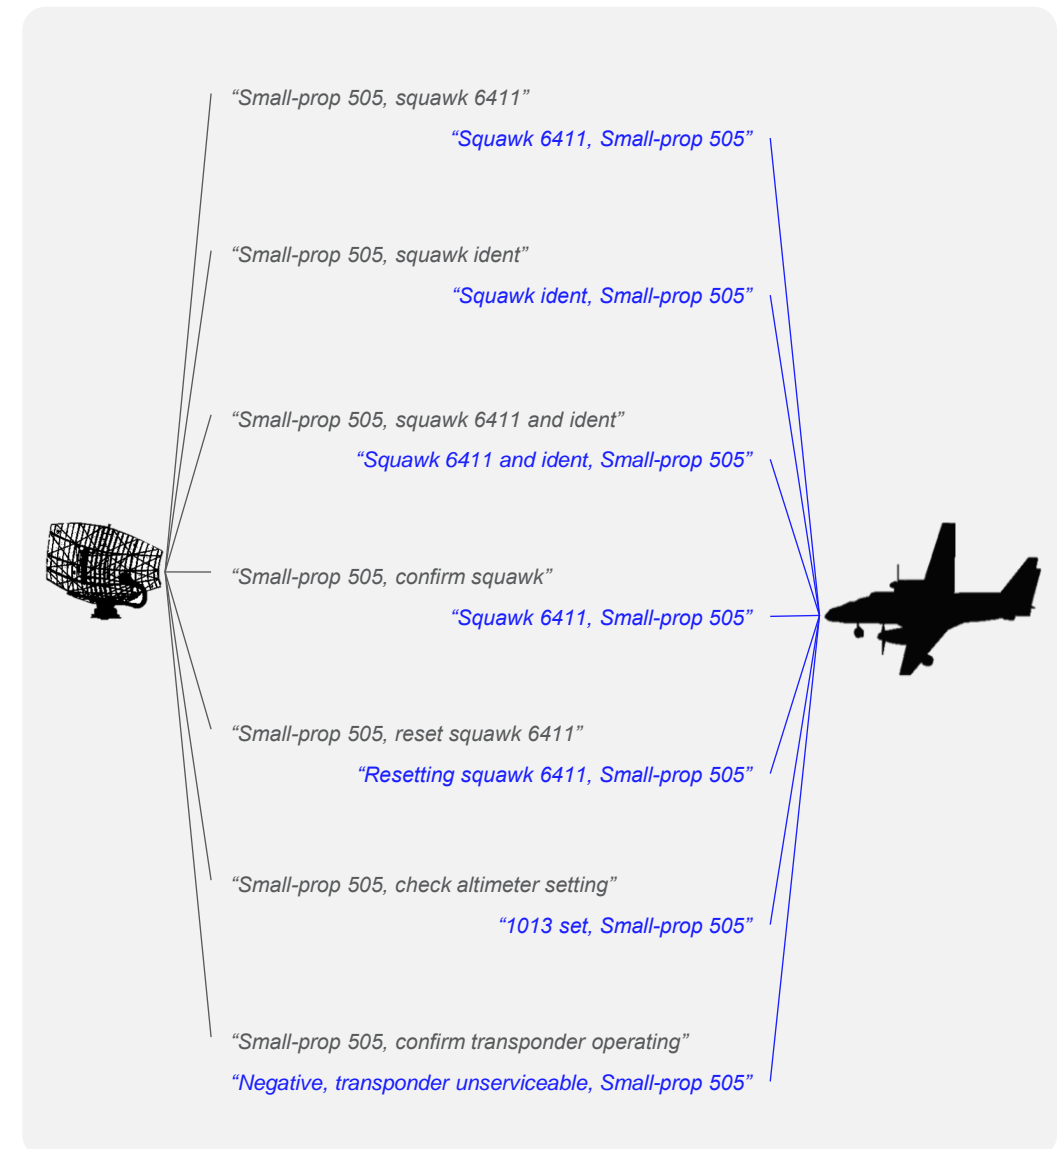 “Small-prop 505, squawk 6411”
“Squawk 6411, Small-prop 505”
“Small-prop 505, squawk ident”
“Squawk ident, Small-prop 505”
“Small-prop 505, squawk 6411 and ident”
“Squawk 6411 and ident, Small-prop 505”
“Small-prop 505, confirm squawk”
“Squawk 6411, Small-prop 505”
“Small-prop 505, reset squawk 6411”
“Resetting squawk 6411, Small-prop 505”
“Small-prop 505, check altimeter setting”
“1013 set, Small-prop 505”
“Small-prop 505, confirm transponder operating”
“Negative, transponder unserviceable, Small-prop 505”